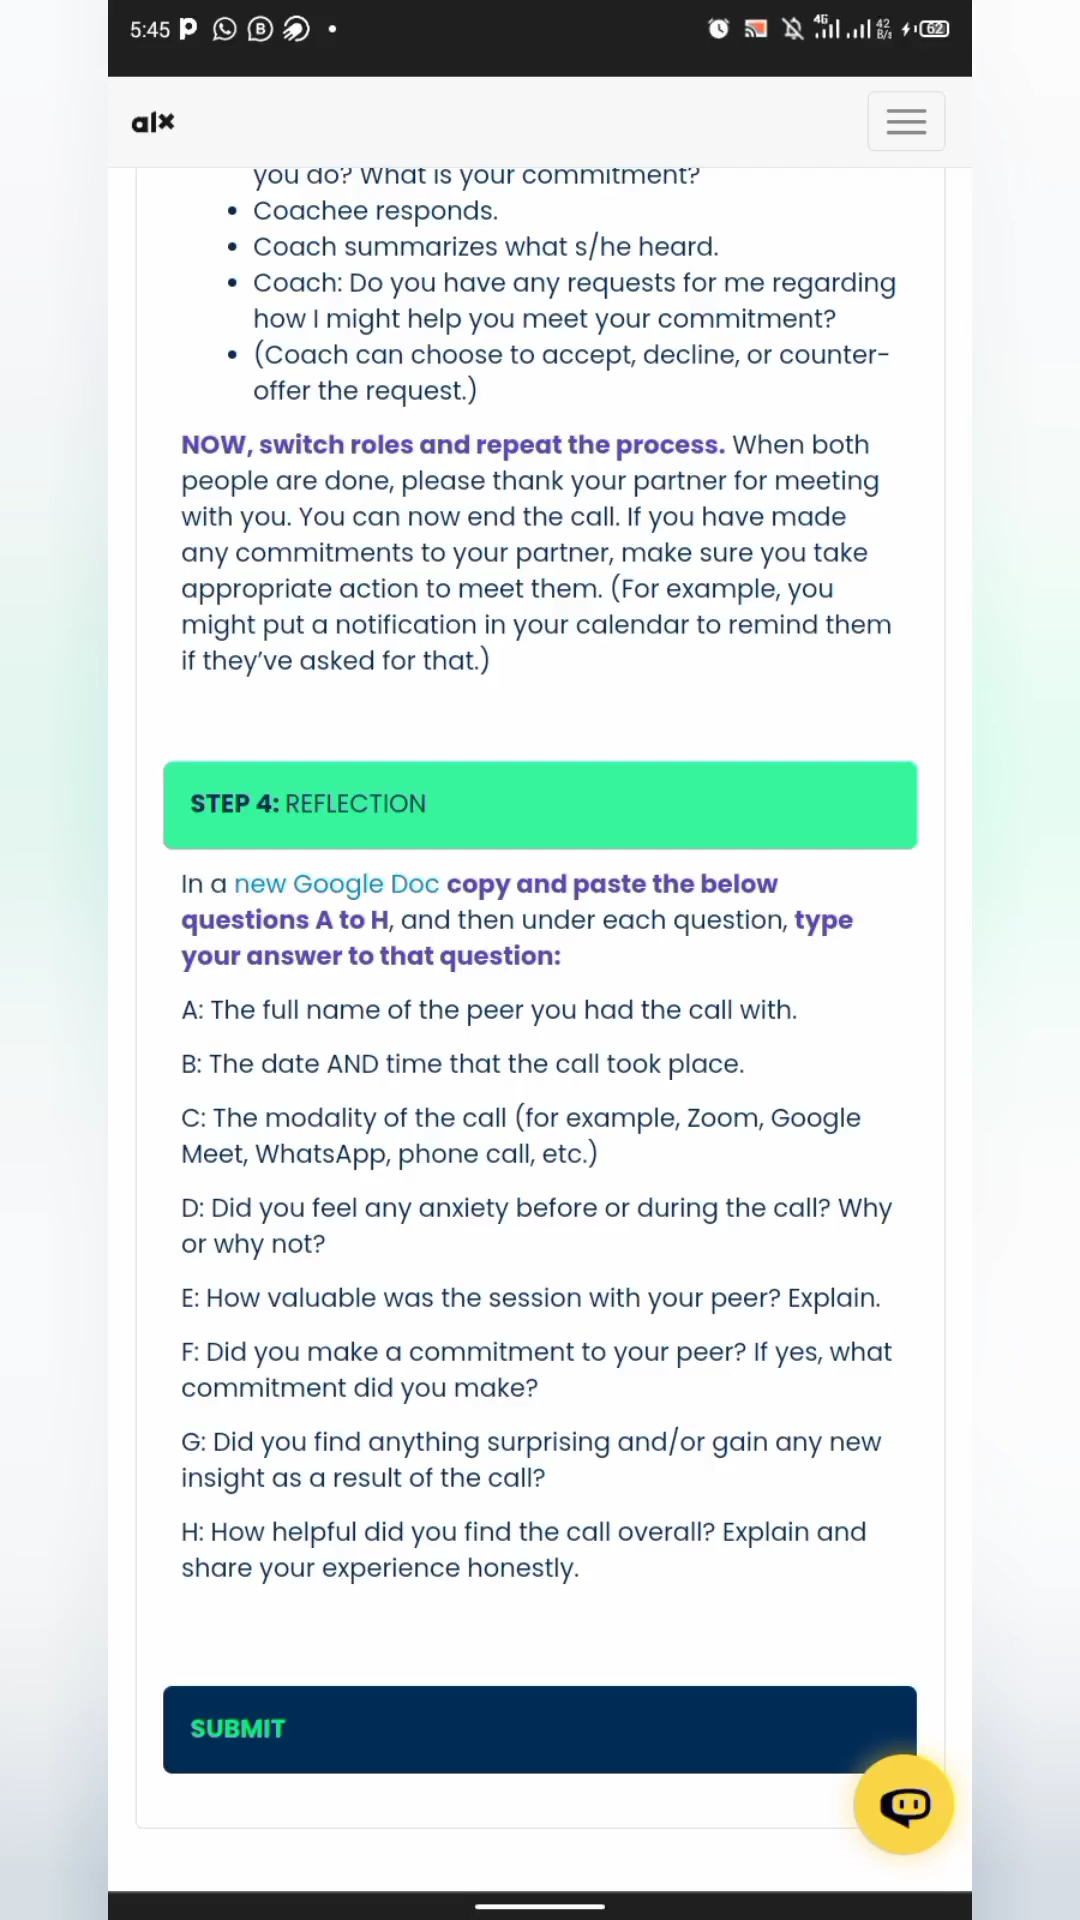 5:45
4G
42
B/s
62
alx
you do? What is your commitment?
• Coachee responds.
• Coach summarizes what s/he heard.
• Coach: Do you have any requests for me regarding
how I might help you meet your commitment?
• (Coach can choose to accept, decline, or counter-
offer the request.)
NOW, switch roles and repeat the process. When both
people are done, please thank your partner for meeting
with you. You can now end the call. If you have made
any commitments to your partner, make sure you take
appropriate action to meet them. (For example, you
might put a notification in your calendar to remind them
if they’ve asked for that.)
STEP 4: REFLECTION
In a new Google Doc copy and paste the below
questions A to H, and then under each question, type
your answer to that question:
A: The full name of the peer you had the call with.
B: The date AND time that the call took place.
C: The modality of the call (for example, Zoom, Google
Meet, WhatsApp, phone call, etc.)
D: Did you feel any anxiety before or during the call? Why
or why not?
E: How valuable was the session with your peer? Explain.
F: Did you make a commitment to your peer? If yes, what
commitment did you make?
G: Did you find anything surprising and/or gain any new
insight as a result of the call?
H: How helpful did you find the call overall? Explain and
share your experience honestly.
SUBMIT